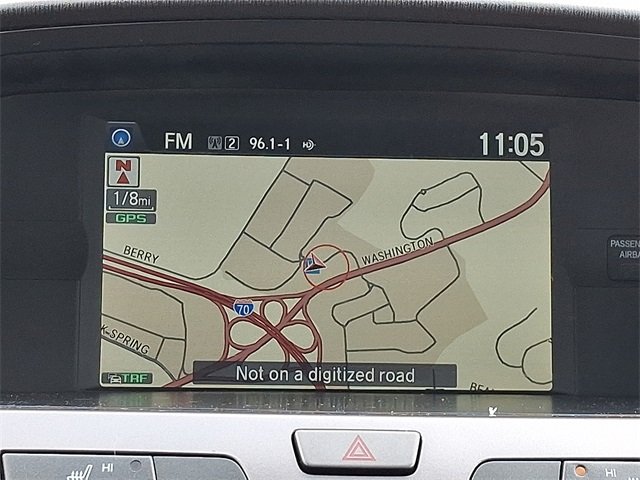 FM 2 96.1-1 11:05
N
1/8mi
GPS
BERRY
WASHINGTON
70
K-SPRING
TRF
Not on a digitized road
PASSEN
AIRBA
HI
HI